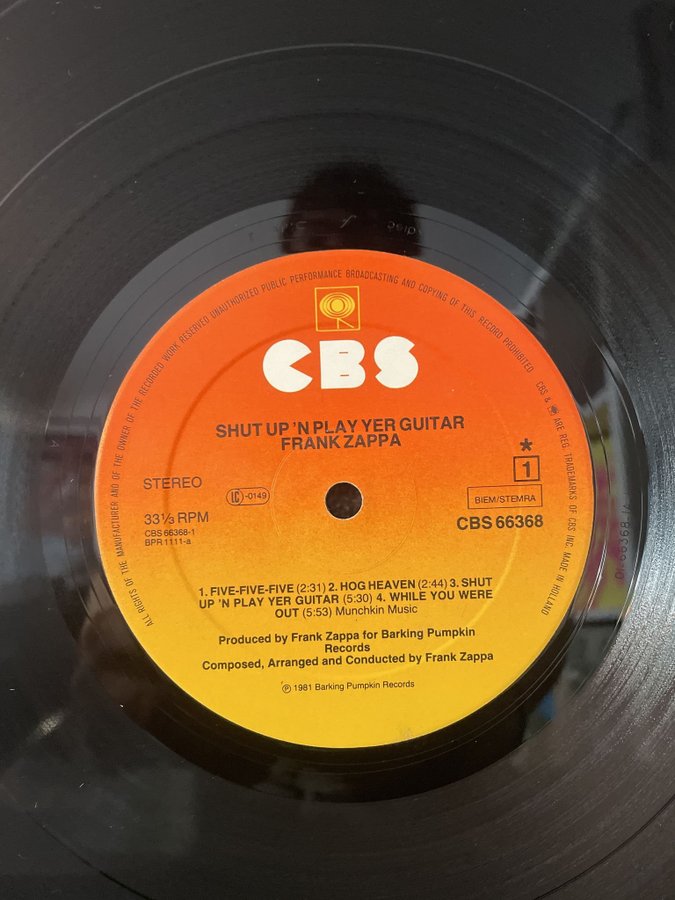 ALL RIGHTS OF THE MANUFACTURER AND OF THE OWNER OF THE RECORDED WORK RESERVED UNAUTHORIZED PUBLIC PERFORMANCE BROADCASTING AND COPYING OF THIS RECORD PROHIBITED CBS & ARE REG. TRADEMARKS OF CBS INC. MADE IN HOLLAND
CBS
SHUT UP 'N PLAY YER GUITAR
FRANK ZAPPA
*
STEREO
LC-0149
1
BIEM/STEMRA
33⅓ RPM
CBS 66368
CBS 66368-1
BPR 1111-a
1. FIVE-FIVE-FIVE (2:31) 2. HOG HEAVEN (2:44) 3. SHUT
UP 'N PLAY YER GUITAR (5:30) 4. WHILE YOU WERE
OUT (5:53) Munchkin Music
Produced by Frank Zappa for Barking Pumpkin
Records
Composed, Arranged and Conducted by Frank Zappa
℗ 1981 Barking Pumpkin Records